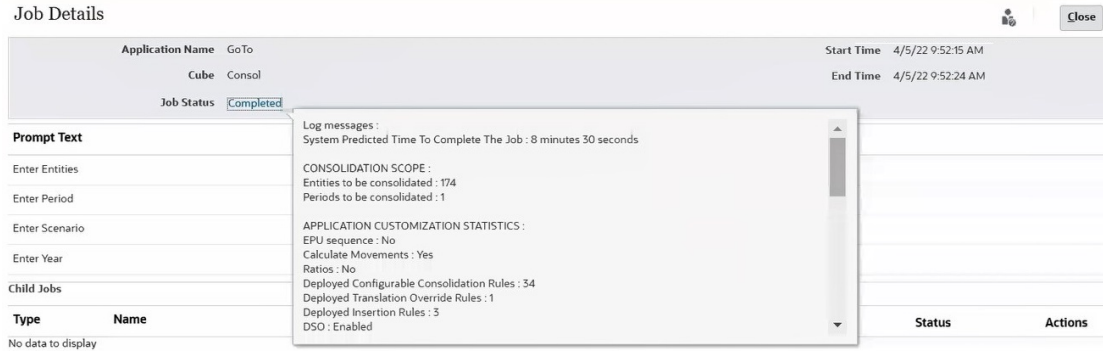 Job Details
Close
Application Name GoTo
Start Time 4/5/22 9:52:15 AM
Cube Consol
End Time 4/5/22 9:52:24 AM
Job Status Completed
Log messages :
System Predicted Time To Complete The Job : 8 minutes 30 seconds
CONSOLIDATION SCOPE :
Entities to be consolidated : 174
Periods to be consolidated : 1
APPLICATION CUSTOMIZATION STATISTICS :
EPU sequence : No
Calculate Movements : Yes
Ratios : No
Deployed Configurable Consolidation Rules : 34
Deployed Translation Override Rules : 1
Deployed Insertion Rules : 3
DSO : Enabled
Prompt Text
Enter Entities
Enter Period
Enter Scenario
Enter Year
Child Jobs
Type Name Status Actions
No data to display